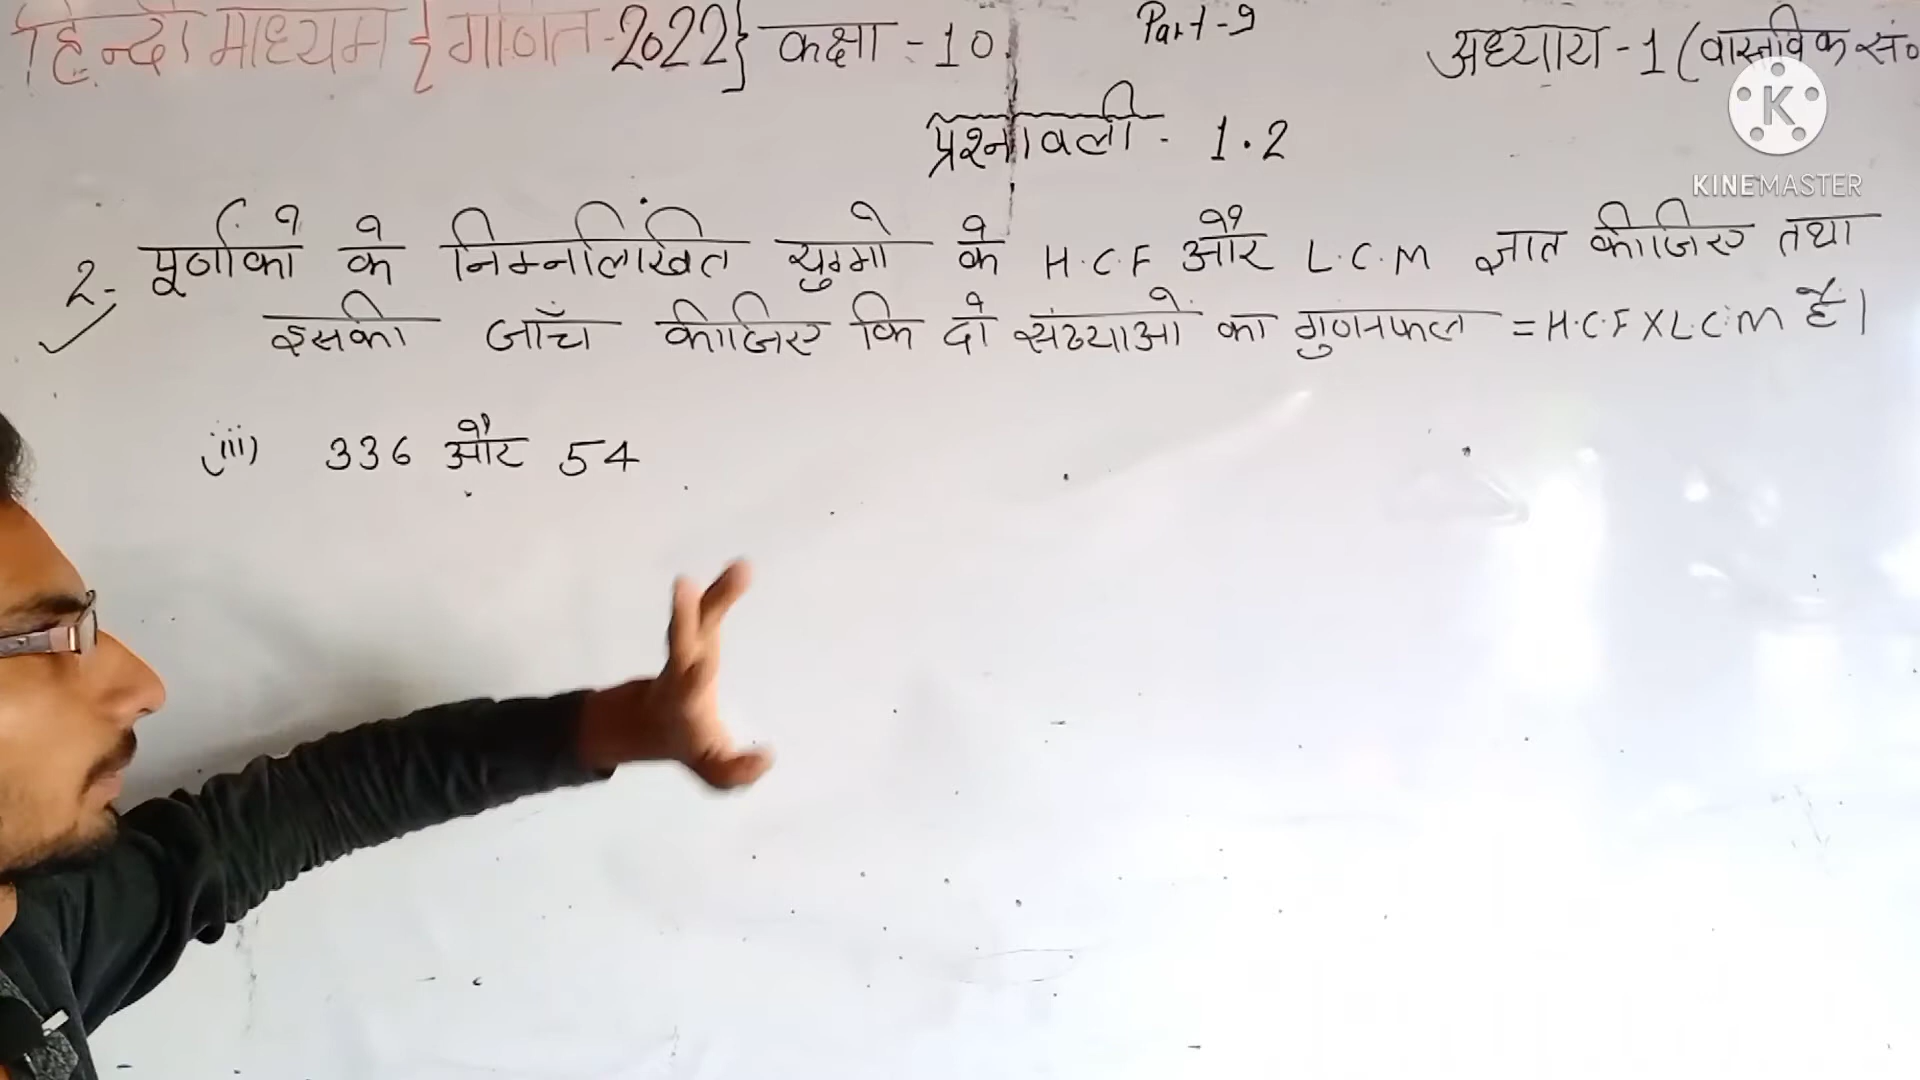 हिन्दी माध्यम {गणित-2022} कक्षा - 10
Part-9
अध्याय-1 (वास्तविक सं०
प्रश्नावली - 1.2
K
KINEMASTER
2- पूर्णांको के निम्नलिखित युग्मो के H.C.F और L.C.M ज्ञात कीजिए तथा
इसकी जाँच कीजिए कि दो संख्याओ का गुणनफल = H.C.F X L.C.M है।
(iii) 336 और 54